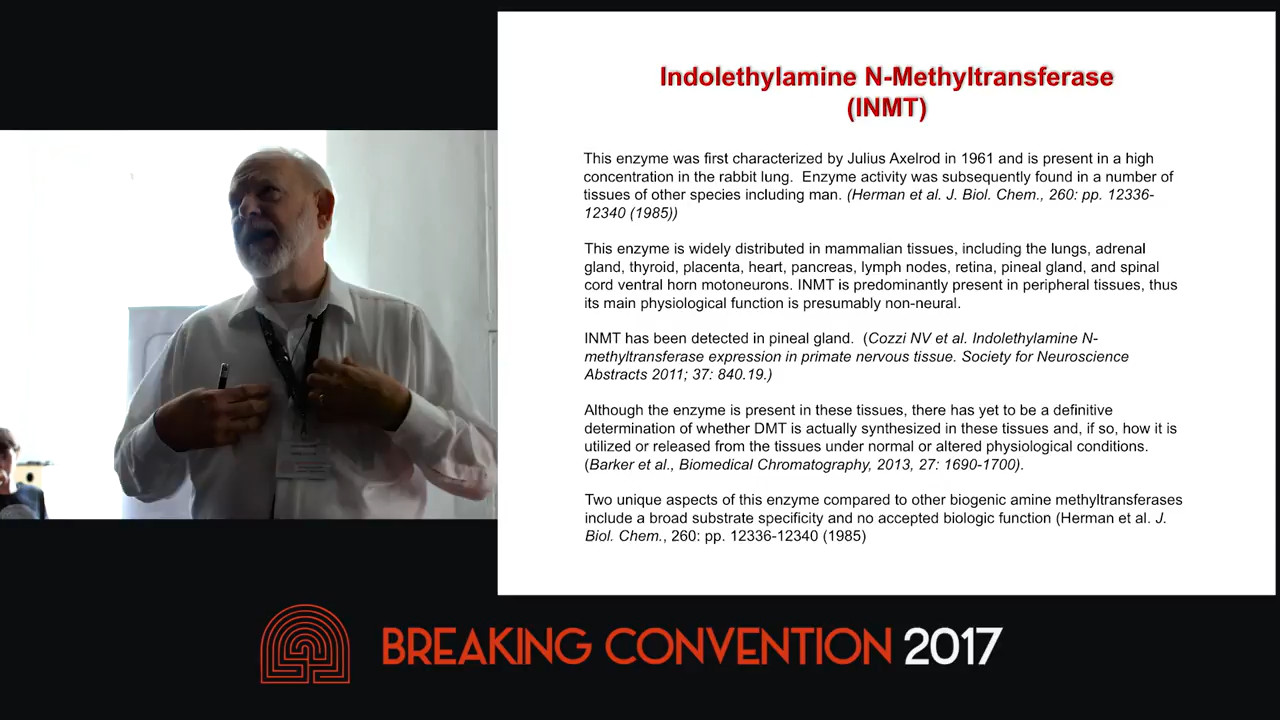 Indolethylamine N-Methyltransferase
(INMT)
This enzyme was first characterized by Julius Axelrod in 1961 and is present in a high
concentration in the rabbit lung.  Enzyme activity was subsequently found in a number of
tissues of other species including man. (Herman et al. J. Biol. Chem., 260: pp. 12336-
12340 (1985))
This enzyme is widely distributed in mammalian tissues, including the lungs, adrenal
gland, thyroid, placenta, heart, pancreas, lymph nodes, retina, pineal gland, and spinal
cord ventral horn motoneurons. INMT is predominantly present in peripheral tissues, thus
its main physiological function is presumably non-neural.
INMT has been detected in pineal gland.  (Cozzi NV et al. Indolethylamine N-
methyltransferase expression in primate nervous tissue. Society for Neuroscience
Abstracts 2011; 37: 840.19.)
Although the enzyme is present in these tissues, there has yet to be a definitive
determination of whether DMT is actually synthesized in these tissues and, if so, how it is
utilized or released from the tissues under normal or altered physiological conditions.
(Barker et al., Biomedical Chromatography, 2013, 27: 1690-1700).
Two unique aspects of this enzyme compared to other biogenic amine methyltransferases
include a broad substrate specificity and no accepted biologic function (Herman et al. J.
Biol. Chem., 260: pp. 12336-12340 (1985)
BREAKING CONVENTION 2017